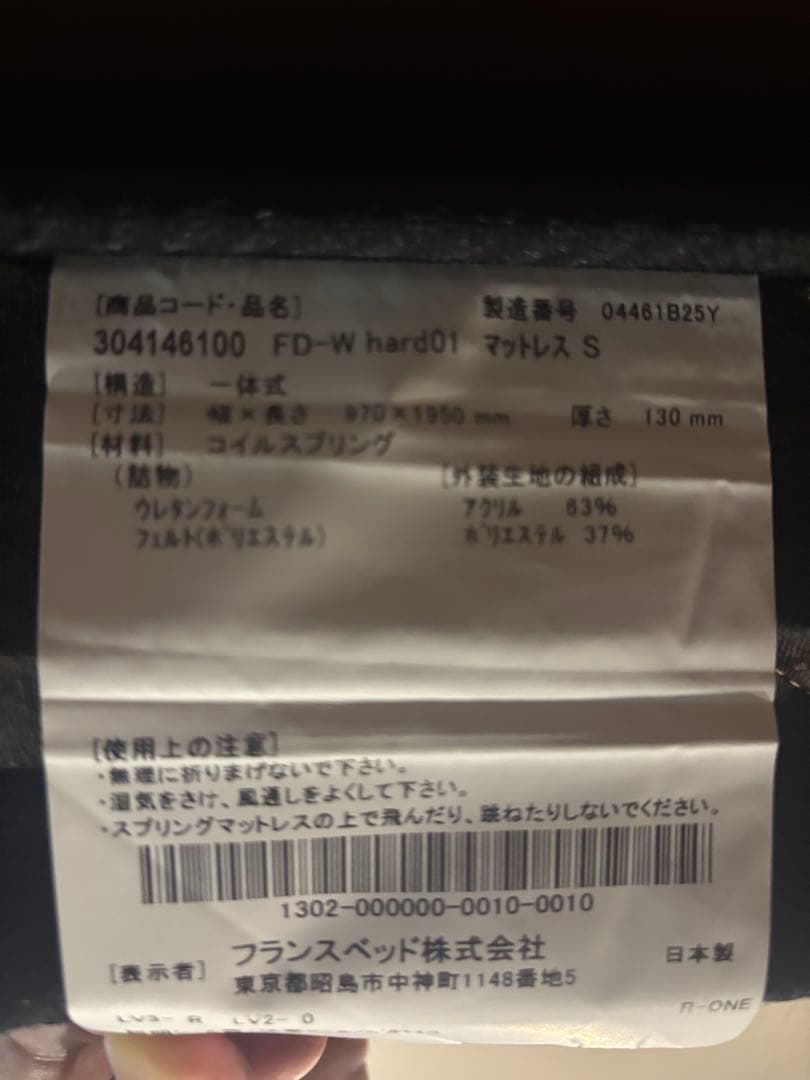 [商品コード・品名] 製造番号 04461B25Y
304146100 FD-W hard01 マットレス S
[構造] 一体式
[寸法] 幅×長さ 970×1950 mm 厚さ 130 mm
[材料] コイルスプリング
(詰物) [外装生地の組成]
ウレタンフォーム アクリル 63%
フェルト(ポリエステル) ポリエステル 37%
[使用上の注意]
・無理に折りまげないで下さい。
・湿気をさけ、風通しをよくして下さい。
・スプリングマットレスの上で飛んだり、跳ねたりしないでください。
1302-000000-0010-0010
[表示者] フランスベッド株式会社 日本製
東京都昭島市中神町1148番地5
R-ONE
LV3- R LV2- 0